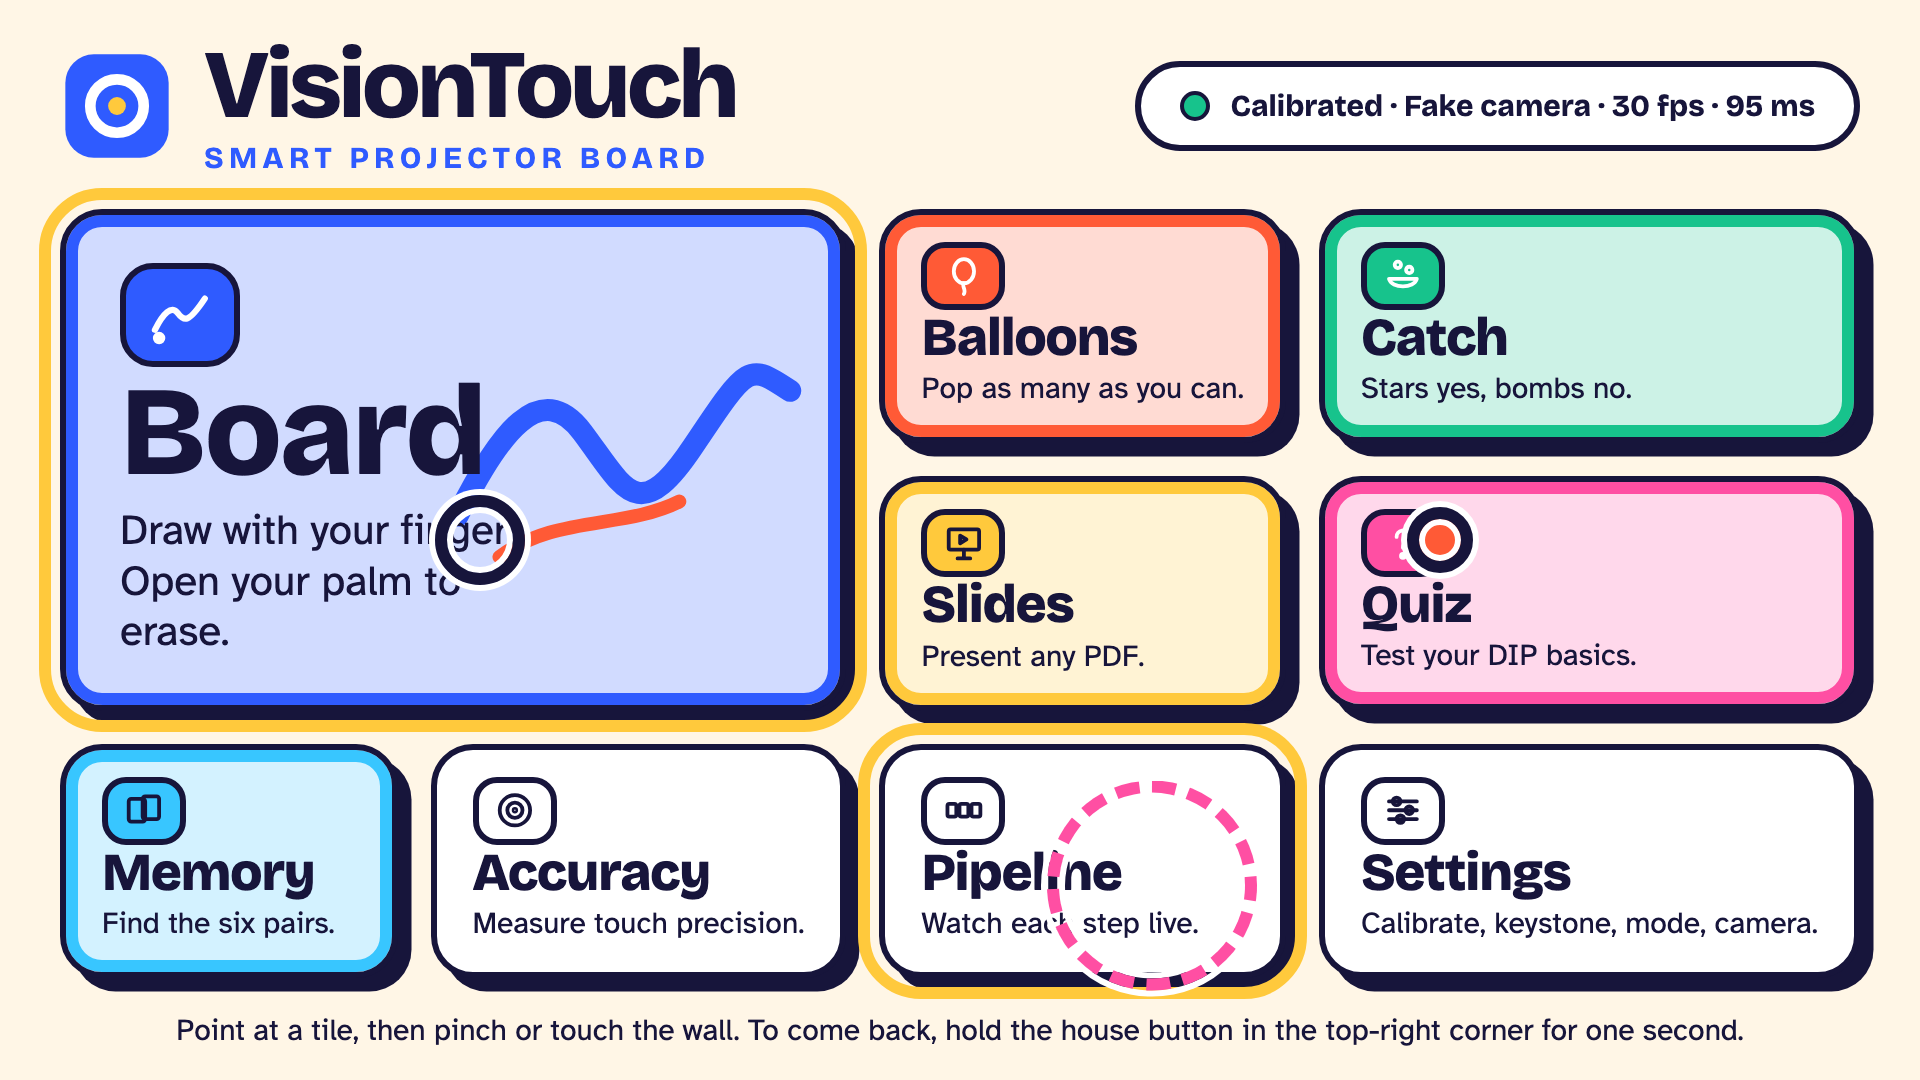 VisionTouch
SMART PROJECTOR BOARD
Calibrated · Fake camera · 30 fps · 95 ms
Board
Draw with your finger
Open your palm to
erase.
Balloons
Pop as many as you can.
Catch
Stars yes, bombs no.
Slides
Present any PDF.
Quiz
Test your DIP basics.
Memory
Find the six pairs.
Accuracy
Measure touch precision.
Pipeline
Watch each step live.
Settings
Calibrate, keystone, mode, camera.
Point at a tile, then pinch or touch the wall. To come back, hold the house button in the top-right corner for one second.